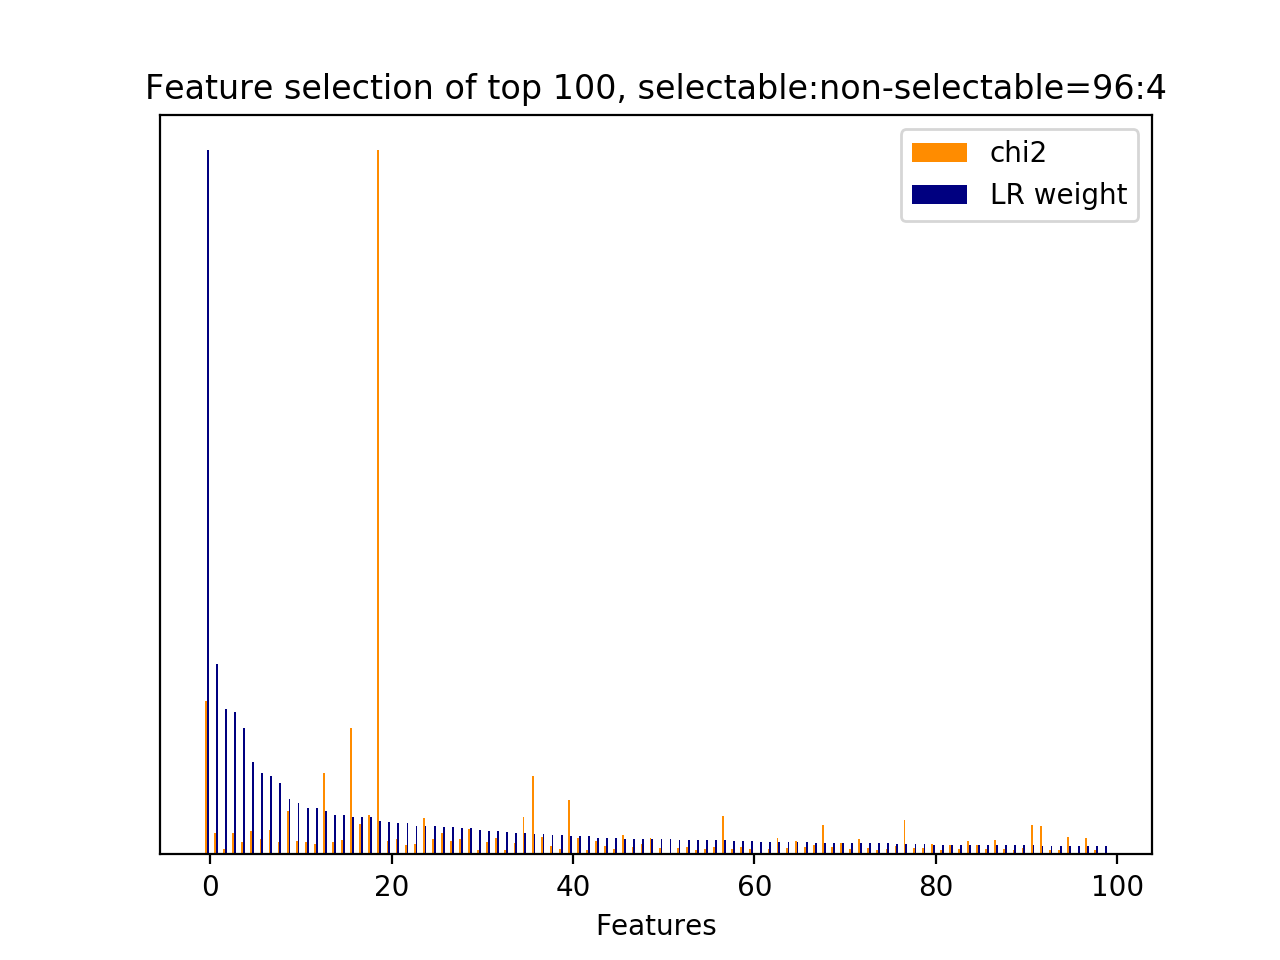 Feature selection of top 100, selectable:non-selectable=96:4
chi2
LR weight
0 20 40 60 80 100
Features